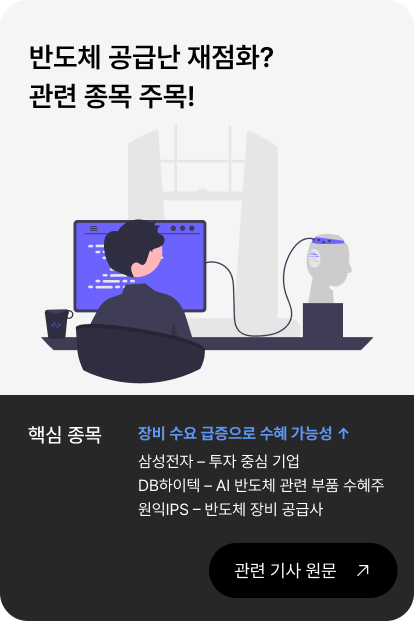 반도체 공급난 재점화?
관련 종목 주목!
핵심 종목
장비 수요 급증으로 수혜 가능성 ↑
삼성전자 – 투자 중심 기업
DB하이텍 – AI 반도체 관련 부품 수혜주
원익IPS – 반도체 장비 공급사
관련 기사 원문 ↗